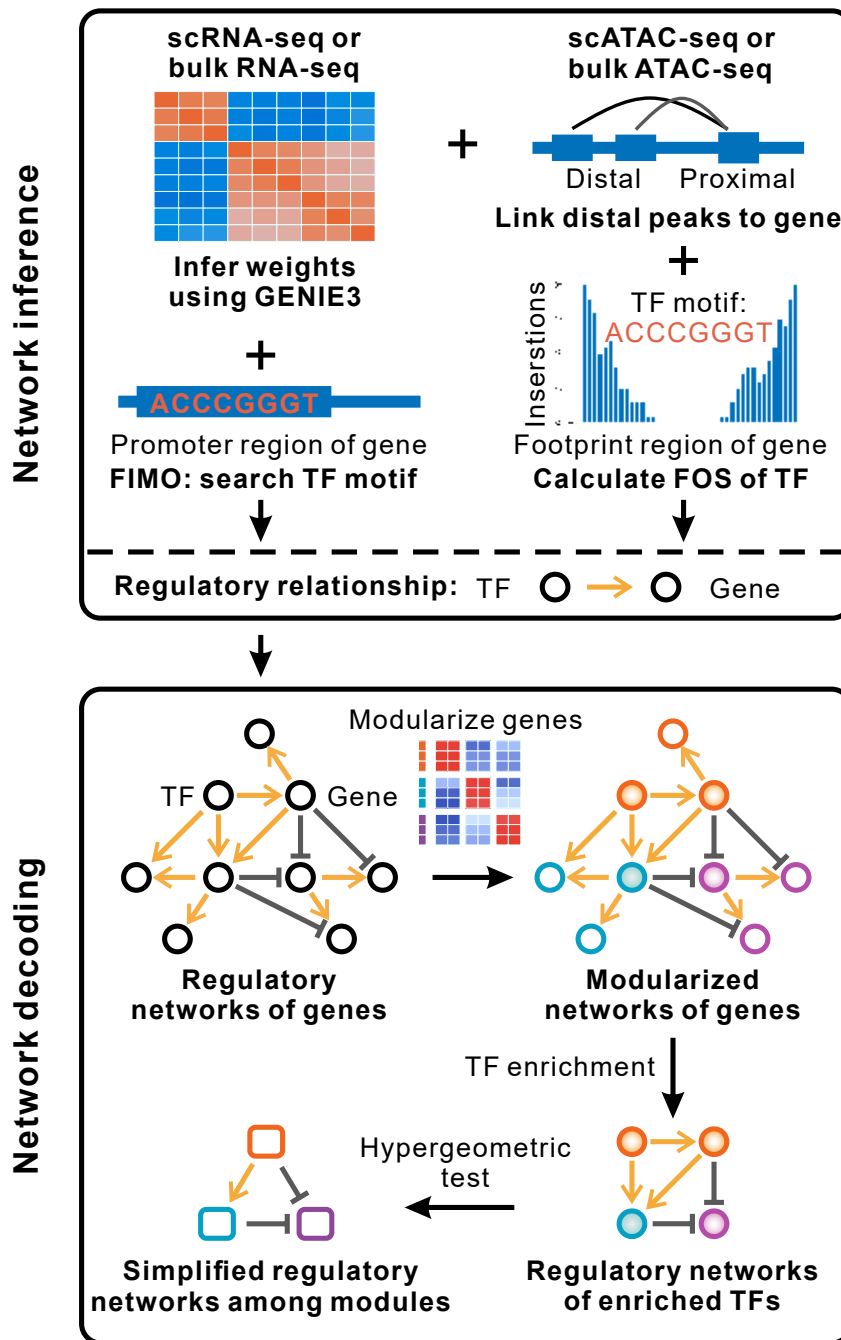 Network inference
scRNA-seq or
bulk RNA-seq
Infer weights
using GENIE3
+
ACCCGGGT
Promoter region of gene
FIMO: search TF motif
+
scATAC-seq or
bulk ATAC-seq
Distal Proximal
Link distal peaks to gene
+
TF motif:
ACCCGGGT
Inserstions
Footprint region of gene
Calculate FOS of TF
Regulatory relationship: TF Gene
Network decoding
TF Gene
Regulatory
networks of genes
Modularize genes
Modularized
networks of genes
TF enrichment
Regulatory networks
of enriched TFs
Hypergeometric
test
Simplified regulatory
networks among modules